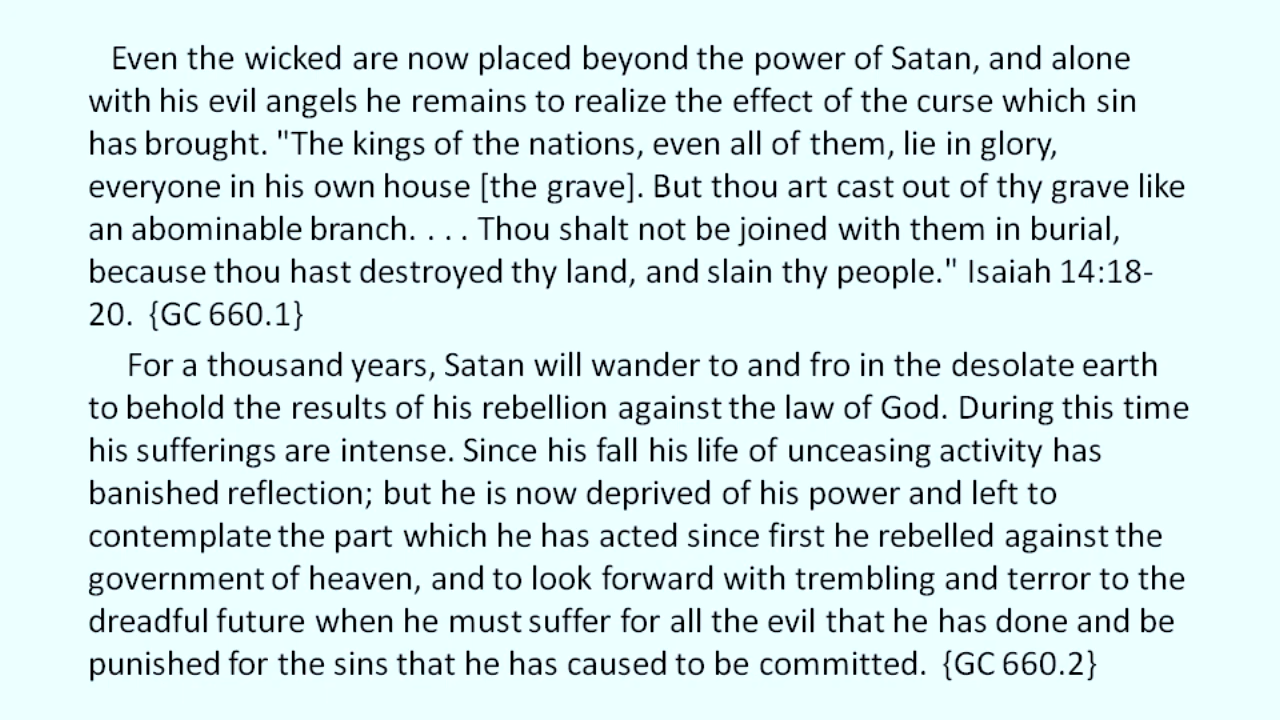 Even the wicked are now placed beyond the power of Satan, and alone
with his evil angels he remains to realize the effect of the curse which sin
has brought. "The kings of the nations, even all of them, lie in glory,
everyone in his own house [the grave]. But thou art cast out of thy grave like
an abominable branch. . . . Thou shalt not be joined with them in burial,
because thou hast destroyed thy land, and slain thy people." Isaiah 14:18-
20. {GC 660.1}
For a thousand years, Satan will wander to and fro in the desolate earth
to behold the results of his rebellion against the law of God. During this time
his sufferings are intense. Since his fall his life of unceasing activity has
banished reflection; but he is now deprived of his power and left to
contemplate the part which he has acted since first he rebelled against the
government of heaven, and to look forward with trembling and terror to the
dreadful future when he must suffer for all the evil that he has done and be
punished for the sins that he has caused to be committed. {GC 660.2}